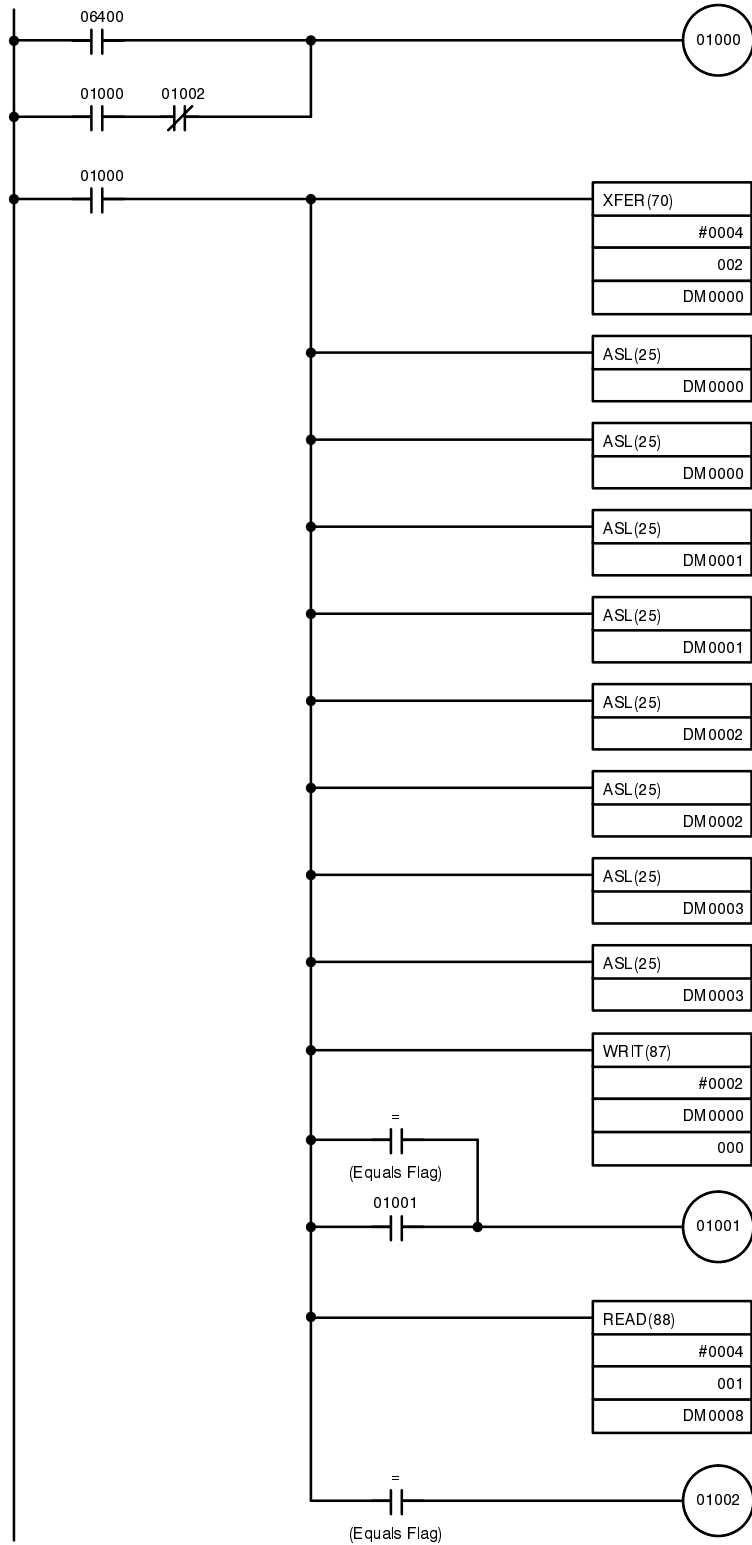 06400
01000
01000 01002
01000
XFER(70)
#0004
002
DM0000
ASL(25)
DM0000
ASL(25)
DM0000
ASL(25)
DM0001
ASL(25)
DM0001
ASL(25)
DM0002
ASL(25)
DM0002
ASL(25)
DM0003
ASL(25)
DM0003
WRIT(87)
#0002
DM0000
000
=
(Equals Flag)
01001
01001
READ(88)
#0004
001
DM0008
=
01002
(Equals Flag)